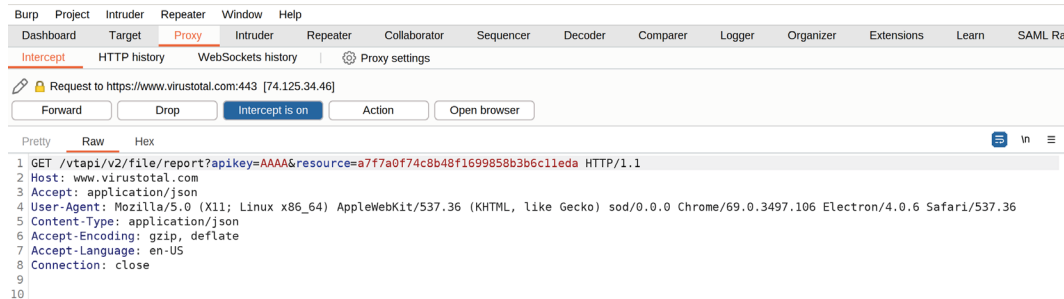 Burp Project Intruder Repeater Window Help
Dashboard Target Proxy Intruder Repeater Collaborator Sequencer Decoder Comparer Logger Organizer Extensions Learn SAML Ra
Intercept HTTP history WebSockets history Proxy settings
Request to https://www.virustotal.com:443 [74.125.34.46]
Forward Drop Intercept is on Action Open browser
Pretty Raw Hex \n
1 GET /vtapi/v2/file/report?apikey=AAAA&resource=a7f7a0f74c8b48f1699858b3b6c11eda HTTP/1.1
2 Host: www.virustotal.com
3 Accept: application/json
4 User-Agent: Mozilla/5.0 (X11; Linux x86_64) AppleWebKit/537.36 (KHTML, like Gecko) sod/0.0.0 Chrome/69.0.3497.106 Electron/4.0.6 Safari/537.36
5 Content-Type: application/json
6 Accept-Encoding: gzip, deflate
7 Accept-Language: en-US
8 Connection: close
9
10